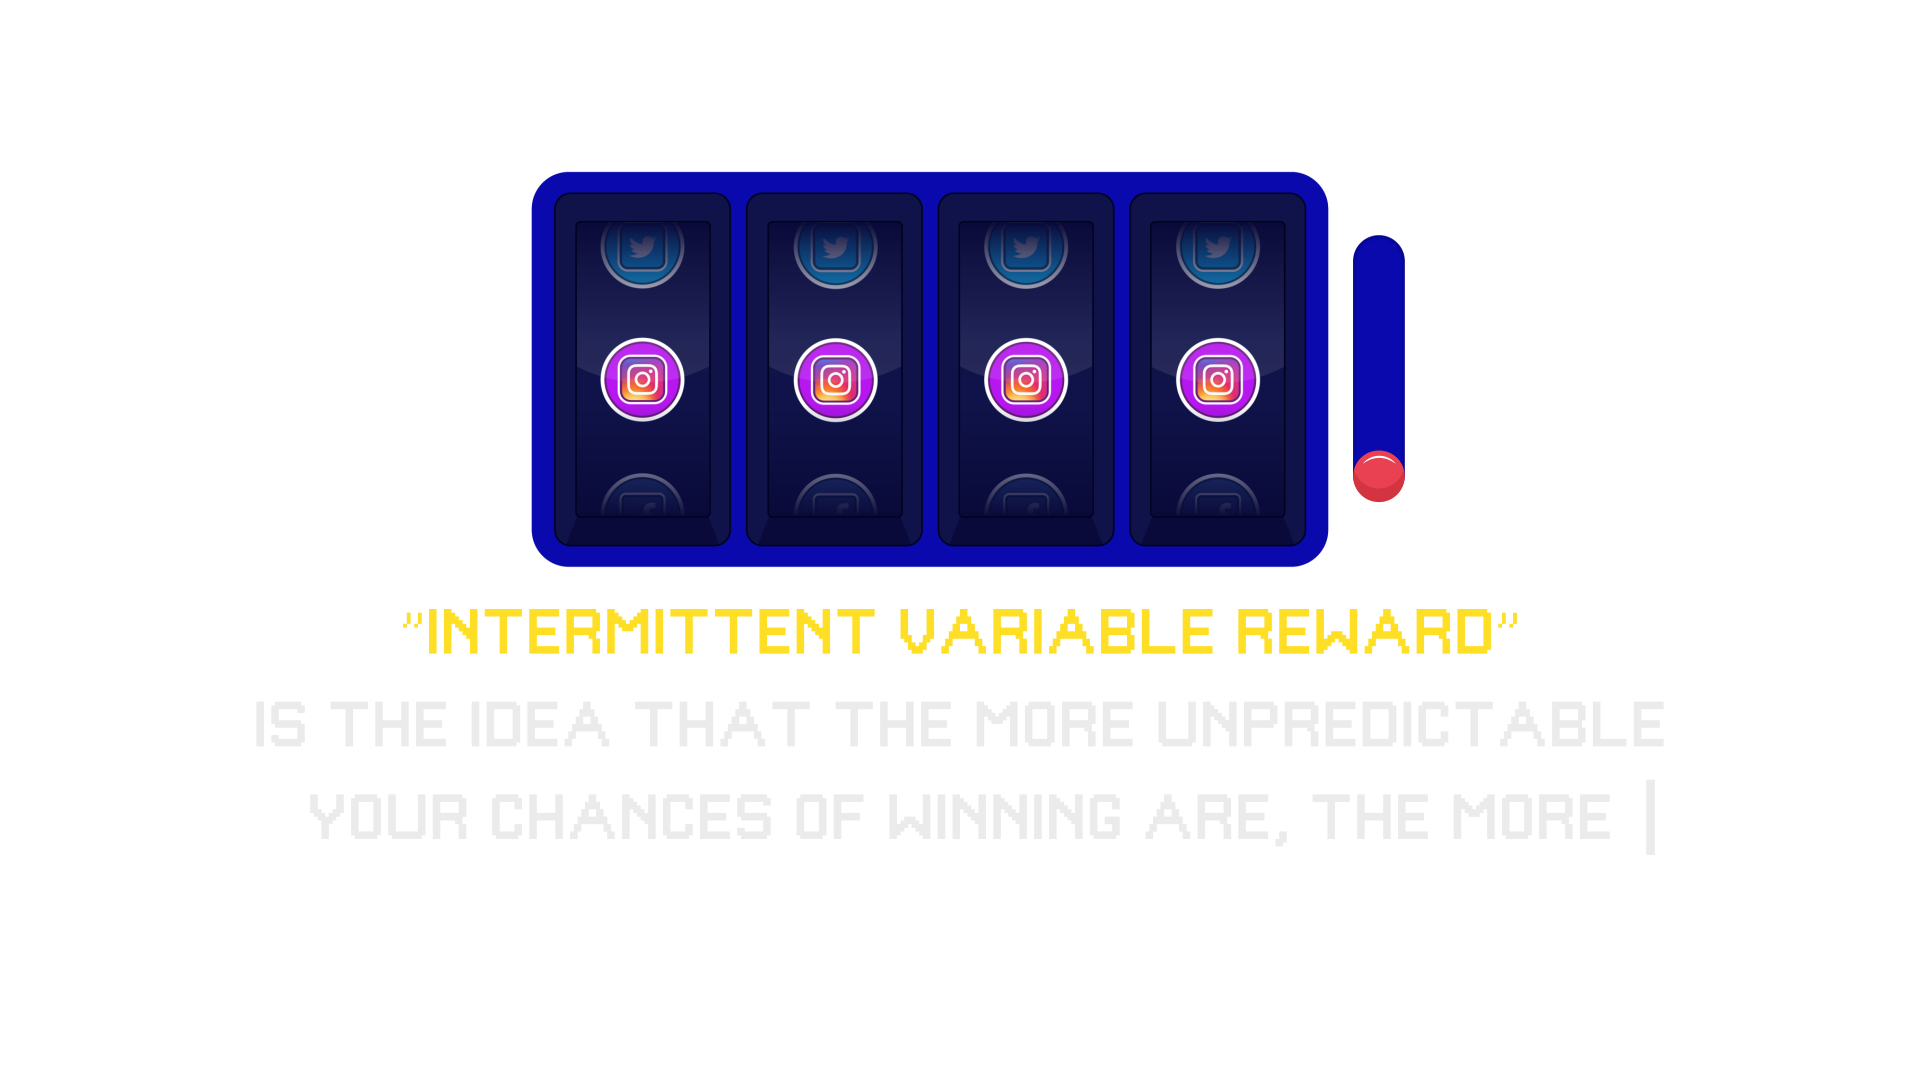 "INTERMITTENT VARIABLE REWARD"
IS THE IDEA THAT THE MORE UNPREDICTABLE
YOUR CHANCES OF WINNING ARE, THE MORE |